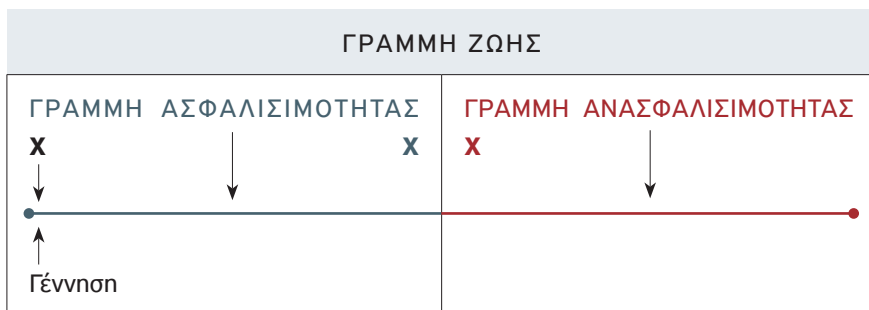 ΓΡΑΜΜΗ ΖΩΗΣ
ΓΡΑΜΜΗ ΑΣΦΑΛΙΣΙΜΟΤΗΤΑΣ
Χ Χ
ΓΡΑΜΜΗ ΑΝΑΣΦΑΛΙΣΙΜΟΤΗΤΑΣ
Χ
Γέννηση